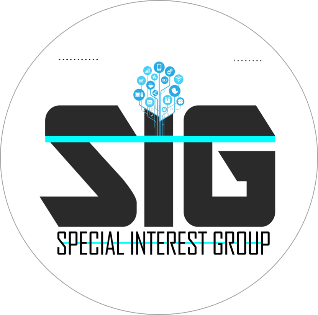 SIG
SPECIAL INTEREST GROUP